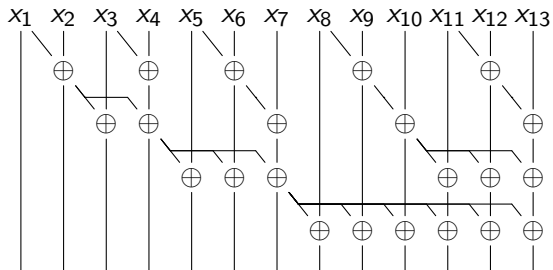 x₁ x₂ x₃ x₄ x₅ x₆ x₇ x₈ x₉ x₁₀ x₁₁ x₁₂ x₁₃